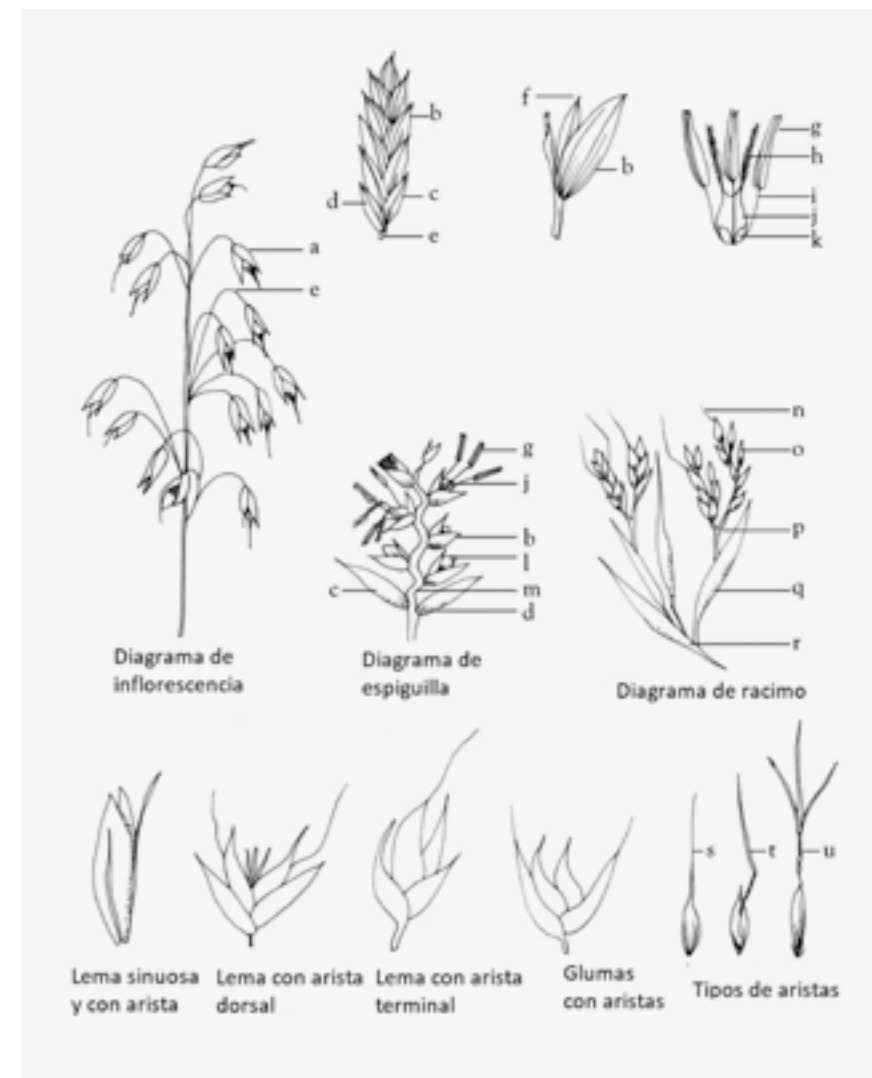 b
d
c
e
f
b
g
h
i
j
k
a
e
g
j
b
l
m
d
c
n
o
p
q
r
Diagrama de
inflorescencia
Diagrama de
espiguilla
Diagrama de racimo
s
t
u
Lema sinuosa
y con arista
Lema con arista
dorsal
Lema con arista
terminal
Glumas
con aristas
Tipos de aristas